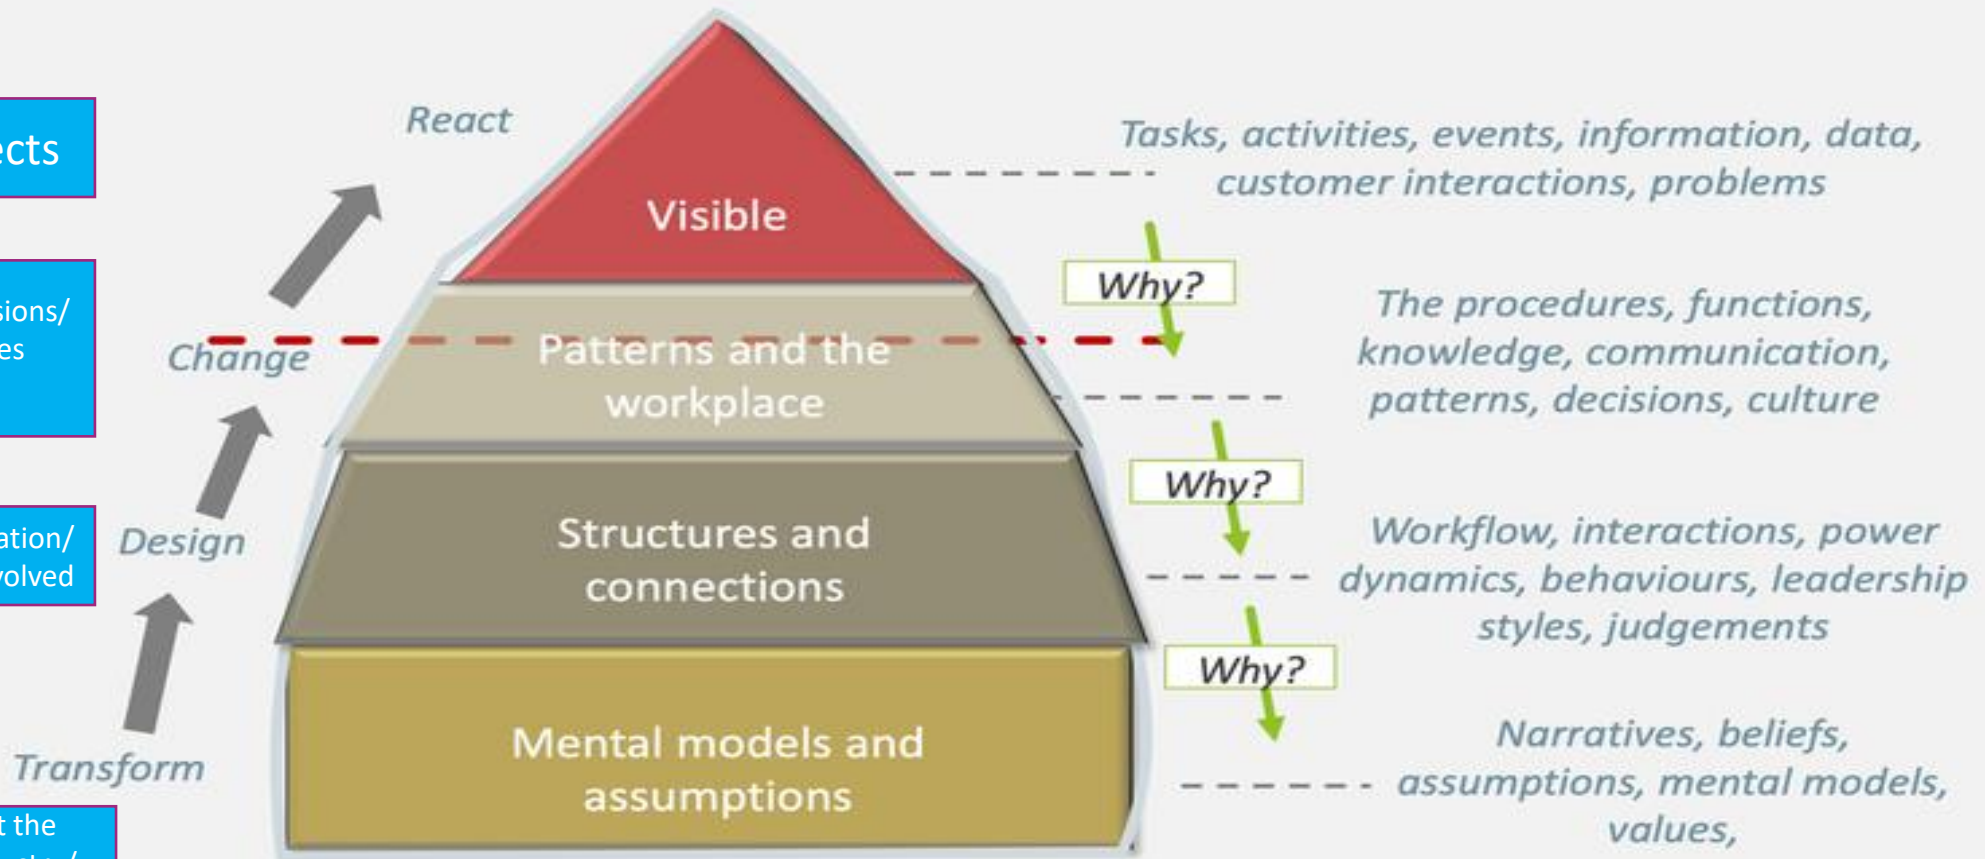 React
Tasks, activities, events, information, data,
customer interactions, problems
ects
Visible
Why?
sions/
es
Change
Patterns and the
workplace
The procedures, functions,
knowledge, communication,
patterns, decisions, culture
Why?
ation/
volved
Design
Structures and
connections
Workflow, interactions, power
dynamics, behaviours, leadership
styles, judgements
Why?
Transform
Mental models and
assumptions
Narratives, beliefs,
assumptions, mental models,
values,
t the